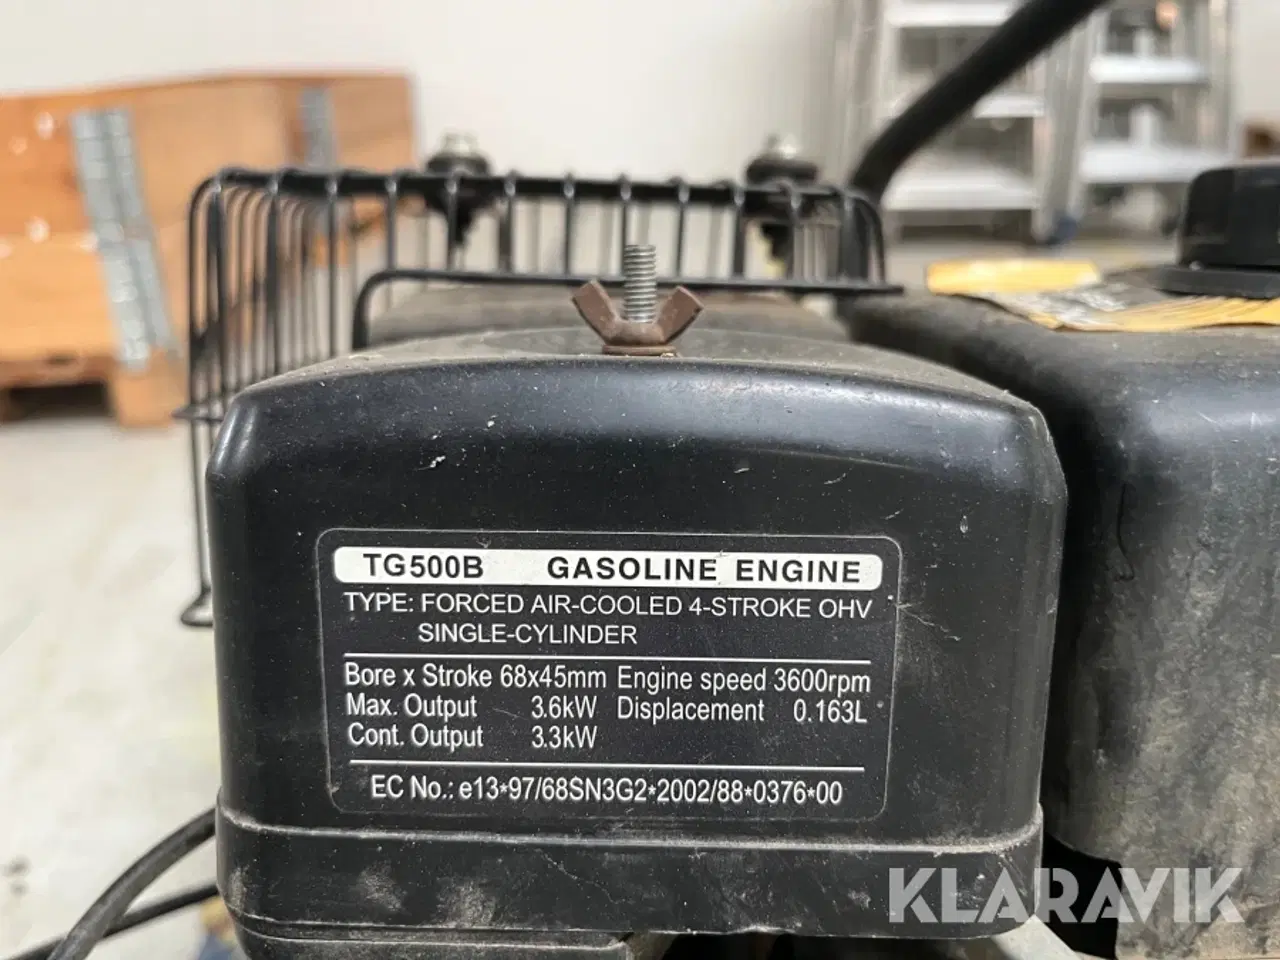 TG500B GASOLINE ENGINE
TYPE: FORCED AIR-COOLED 4-STROKE OHV
SINGLE-CYLINDER
Bore x Stroke 68x45mm Engine speed 3600rpm
Max. Output 3.6kW Displacement 0.163L
Cont. Output 3.3kW
EC No.: e13*97/68SN3G2*2002/88*0376*00
KLARAVIK